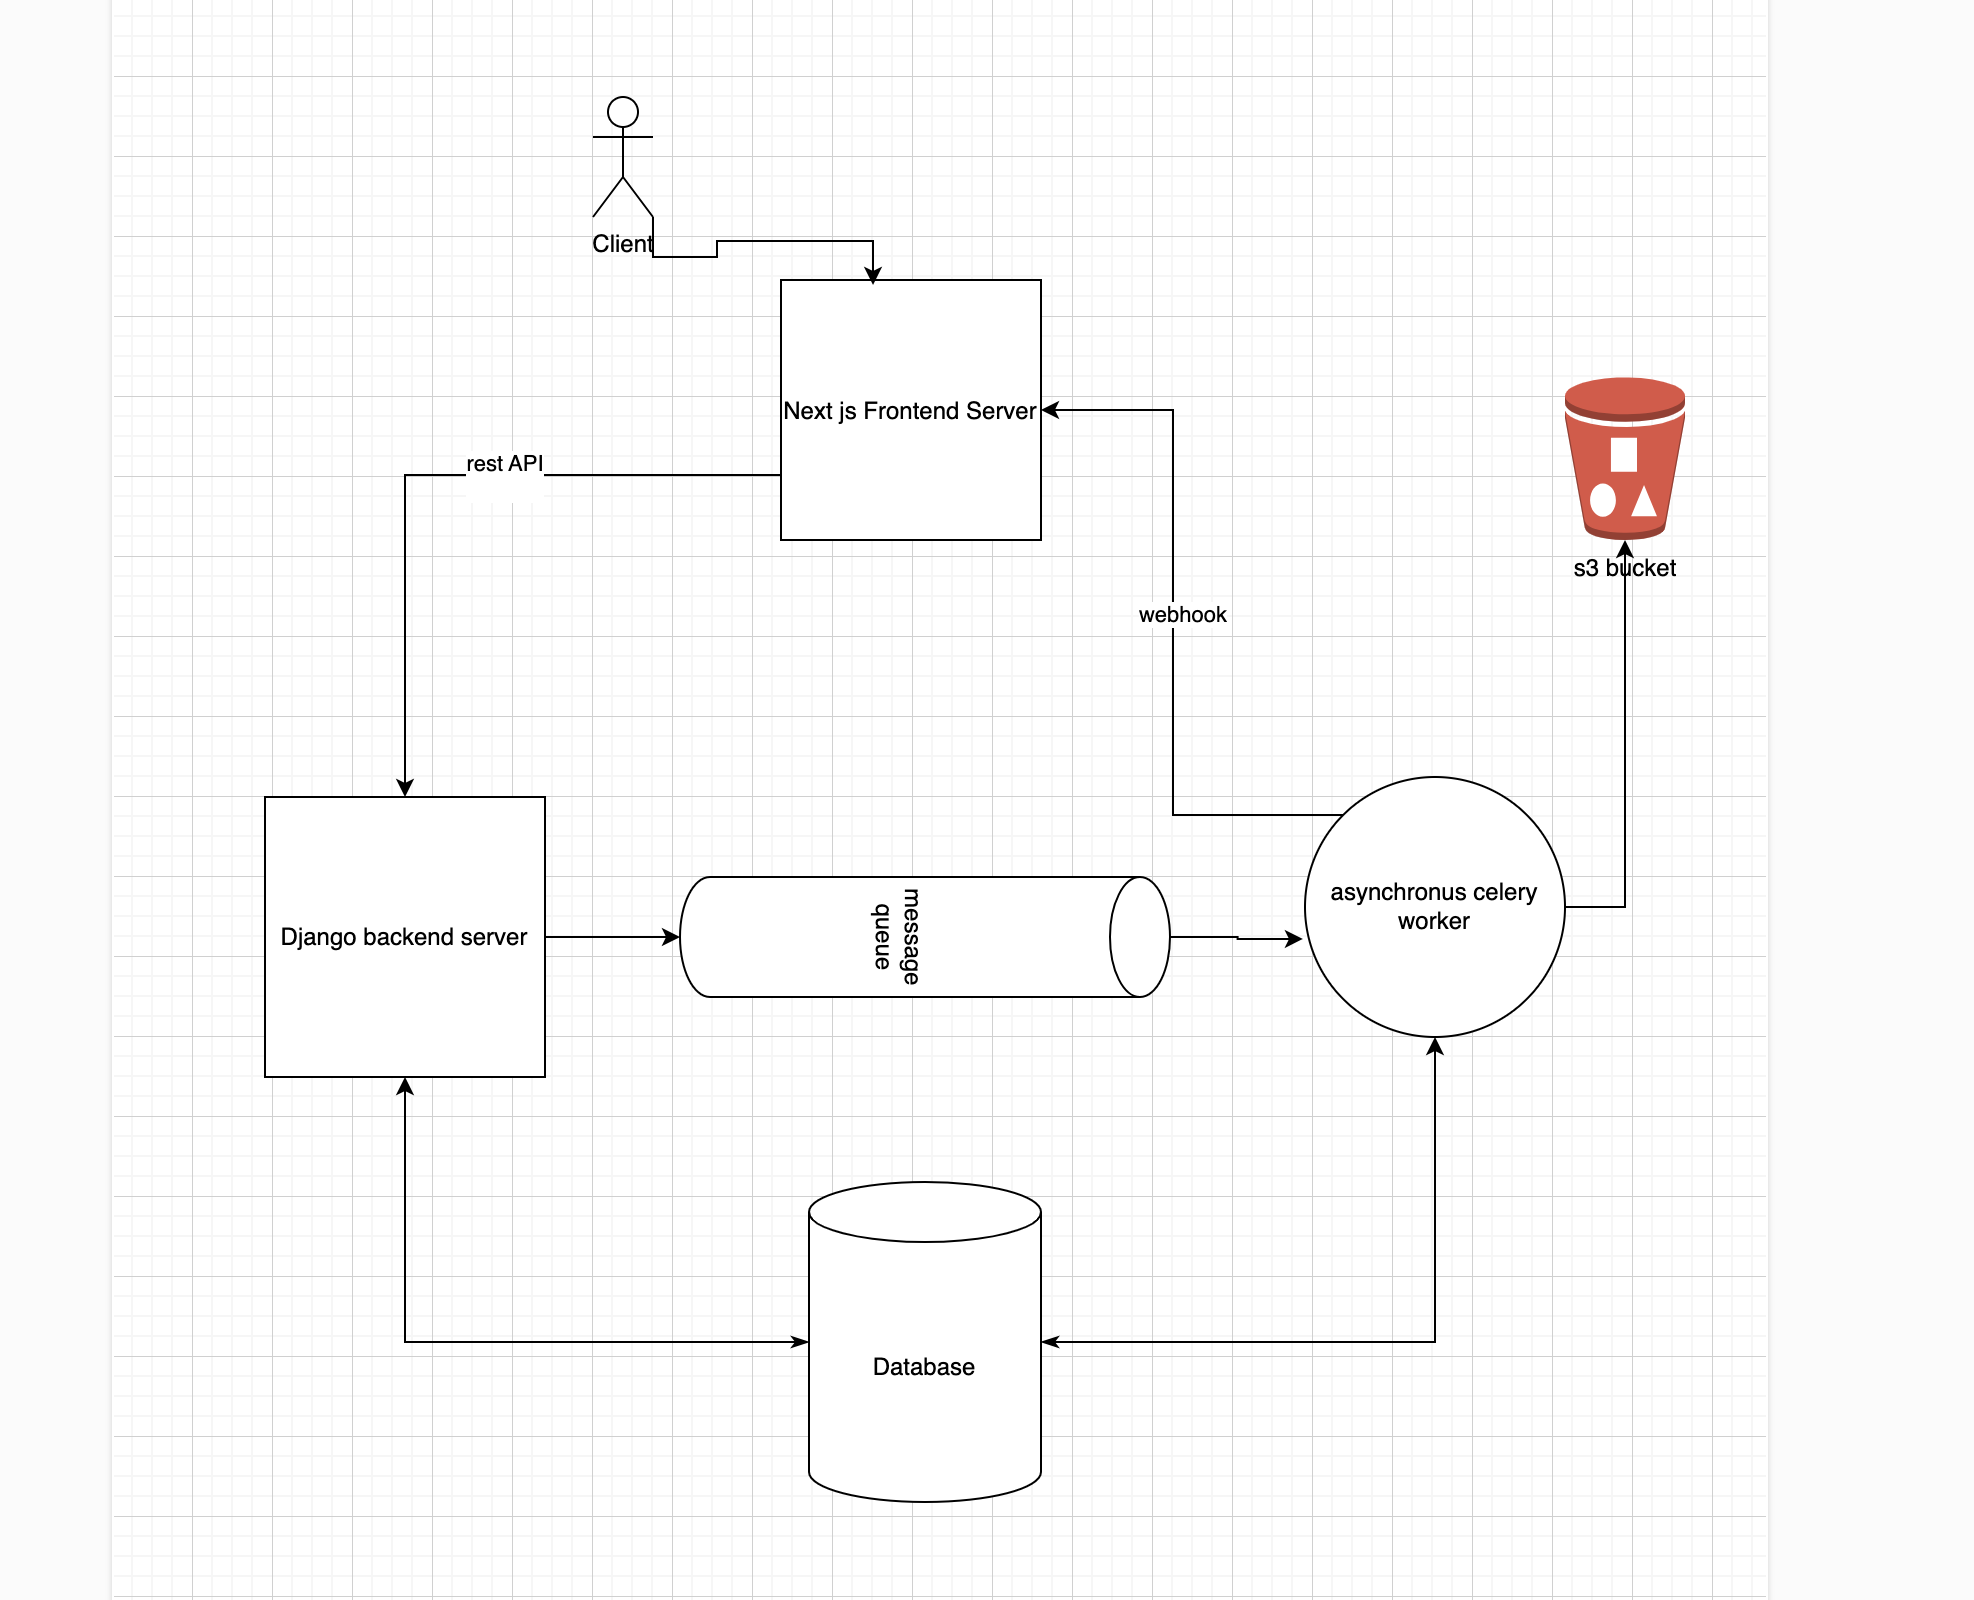 Client
Next js Frontend Server
rest API
s3 bucket
webhook
asynchronus celery
worker
Django backend server
message
queue
Database